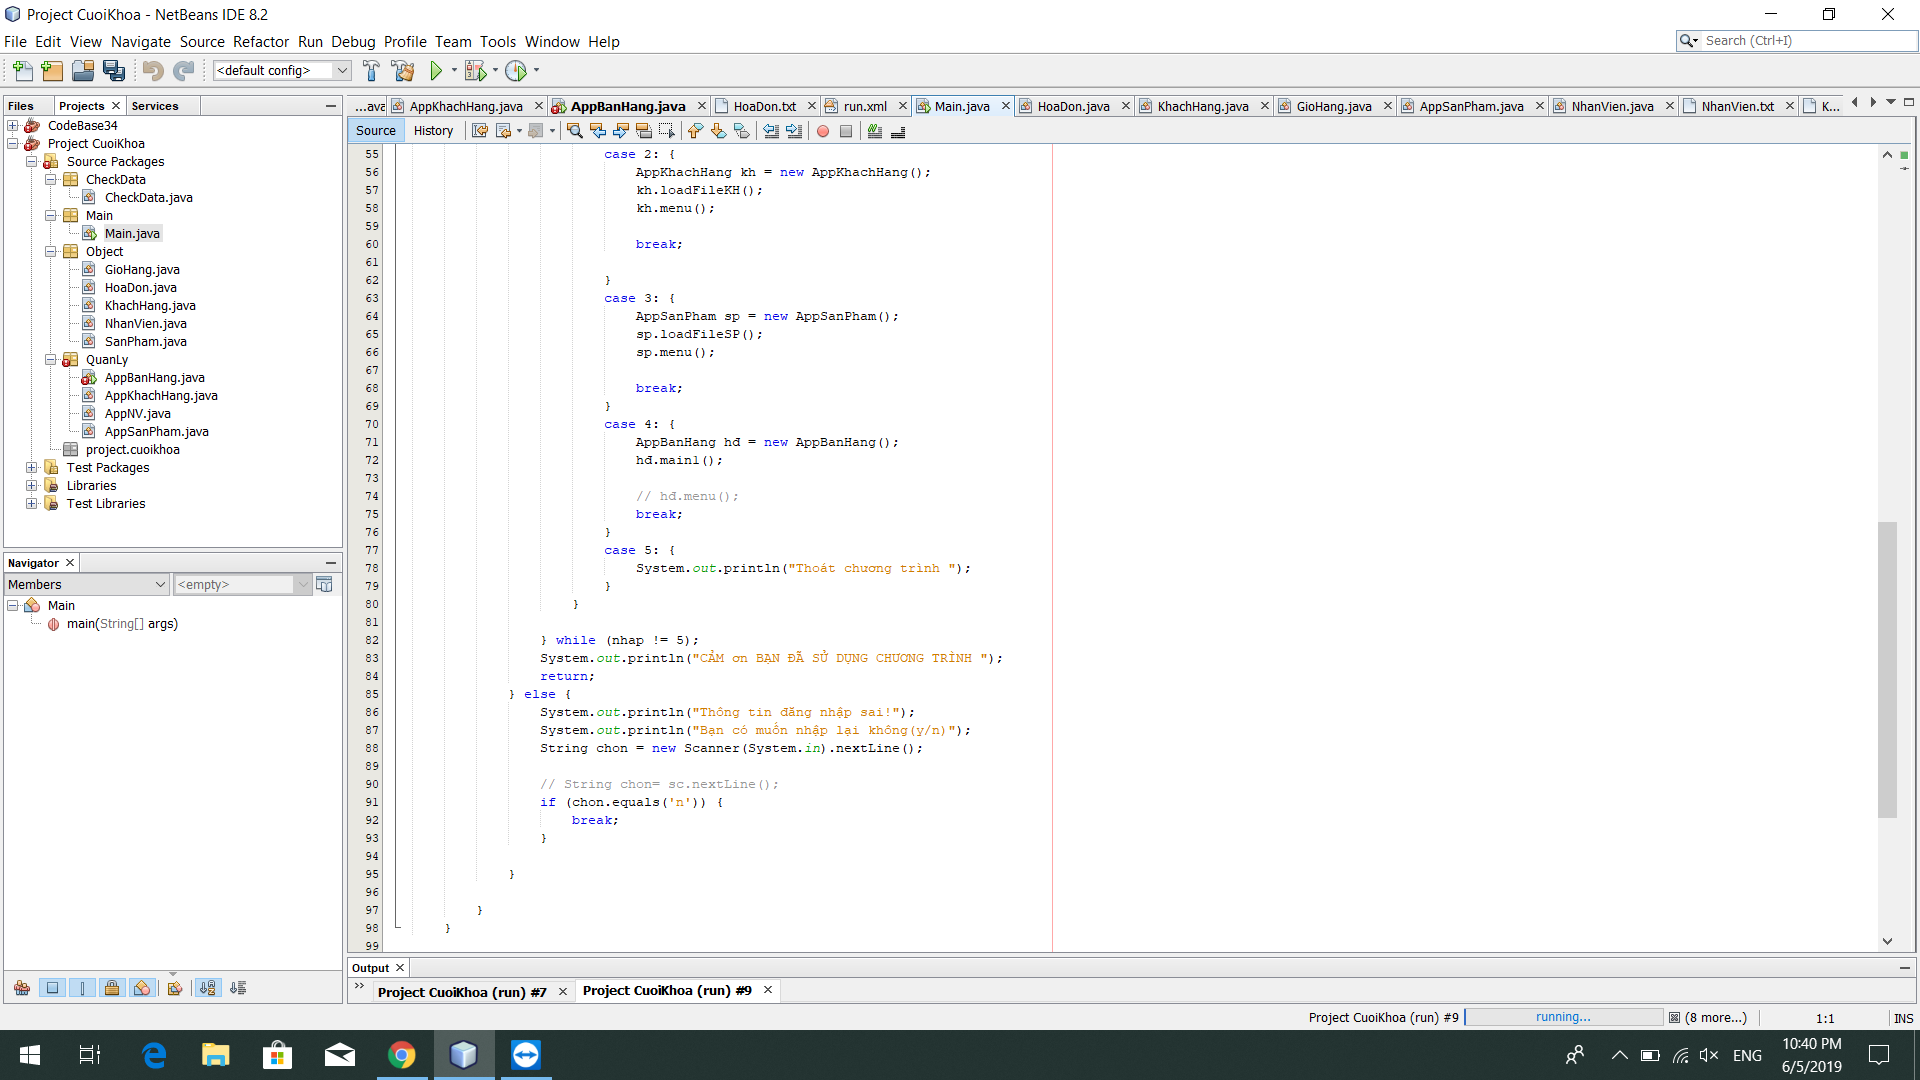 Project CuoiKhoa - NetBeans IDE 8.2
File Edit View Navigate Source Refactor Run Debug Profile Team Tools Window Help
Search (Ctrl+I)
<default config>
Files Projects Services
CodeBase34
Project CuoiKhoa
Source Packages
CheckData
CheckData.java
Main
Main.java
Object
GioHang.java
HoaDon.java
KhachHang.java
NhanVien.java
SanPham.java
QuanLy
AppBanHang.java
AppKhachHang.java
AppNV.java
AppSanPham.java
project.cuoikhoa
Test Packages
Libraries
Test Libraries
Navigator
Members <empty>
Main
main(String[] args)
...ava AppKhachHang.java AppBanHang.java HoaDon.txt run.xml Main.java HoaDon.java KhachHang.java GioHang.java AppSanPham.java NhanVien.java NhanVien.txt K...
Source History
55 case 2: {
56 AppKhachHang kh = new AppKhachHang();
57 kh.loadFileKH();
58 kh.menu();
59
60 break;
61
62 }
63 case 3: {
64 AppSanPham sp = new AppSanPham();
65 sp.loadFileSP();
66 sp.menu();
67
68 break;
69 }
70 case 4: {
71 AppBanHang hđ = new AppBanHang();
72 hđ.main1();
73
74 // hđ.menu();
75 break;
76 }
77 case 5: {
78 System.out.println("Thoát chương trình ");
79 }
80 }
81
82 } while (nhap != 5);
83 System.out.println("CẢM ơn BẠN ĐÃ SỬ DỤNG CHƯƠNG TRÌNH ");
84 return;
85 } else {
86 System.out.println("Thông tin đăng nhập sai!");
87 System.out.println("Bạn có muốn nhập lại không(y/n)");
88 String chon = new Scanner(System.in).nextLine();
89
90 // String chon= sc.nextLine();
91 if (chon.equals('n')) {
92 break;
93 }
94
95 }
96
97 }
98 }
99
Output
Project CuoiKhoa (run) #7 Project CuoiKhoa (run) #9
Project CuoiKhoa (run) #9 running... (8 more...) 1:1 INS
ENG
10:40 PM
6/5/2019